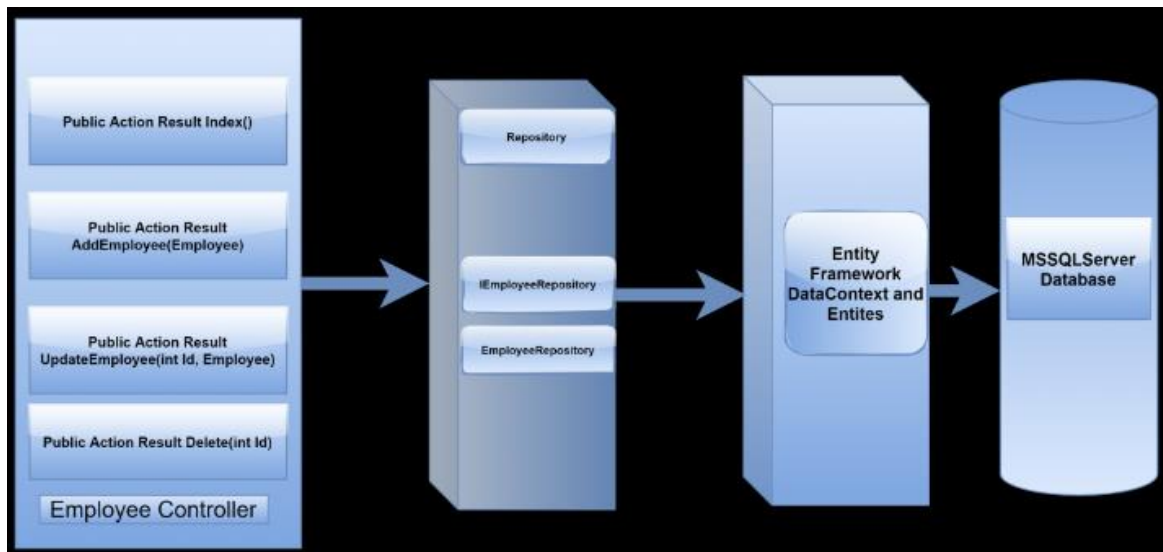 Public Action Result Index()
Public Action Result
AddEmployee(Employee)
Public Action Result
UpdateEmployee(int Id, Employee)
Public Action Result Delete(int Id)
Employee Controller
Repository
IEmployeeRepository
EmployeeRepository
Entity
Framework
DataContext and
Entites
MSSQLServer
Database